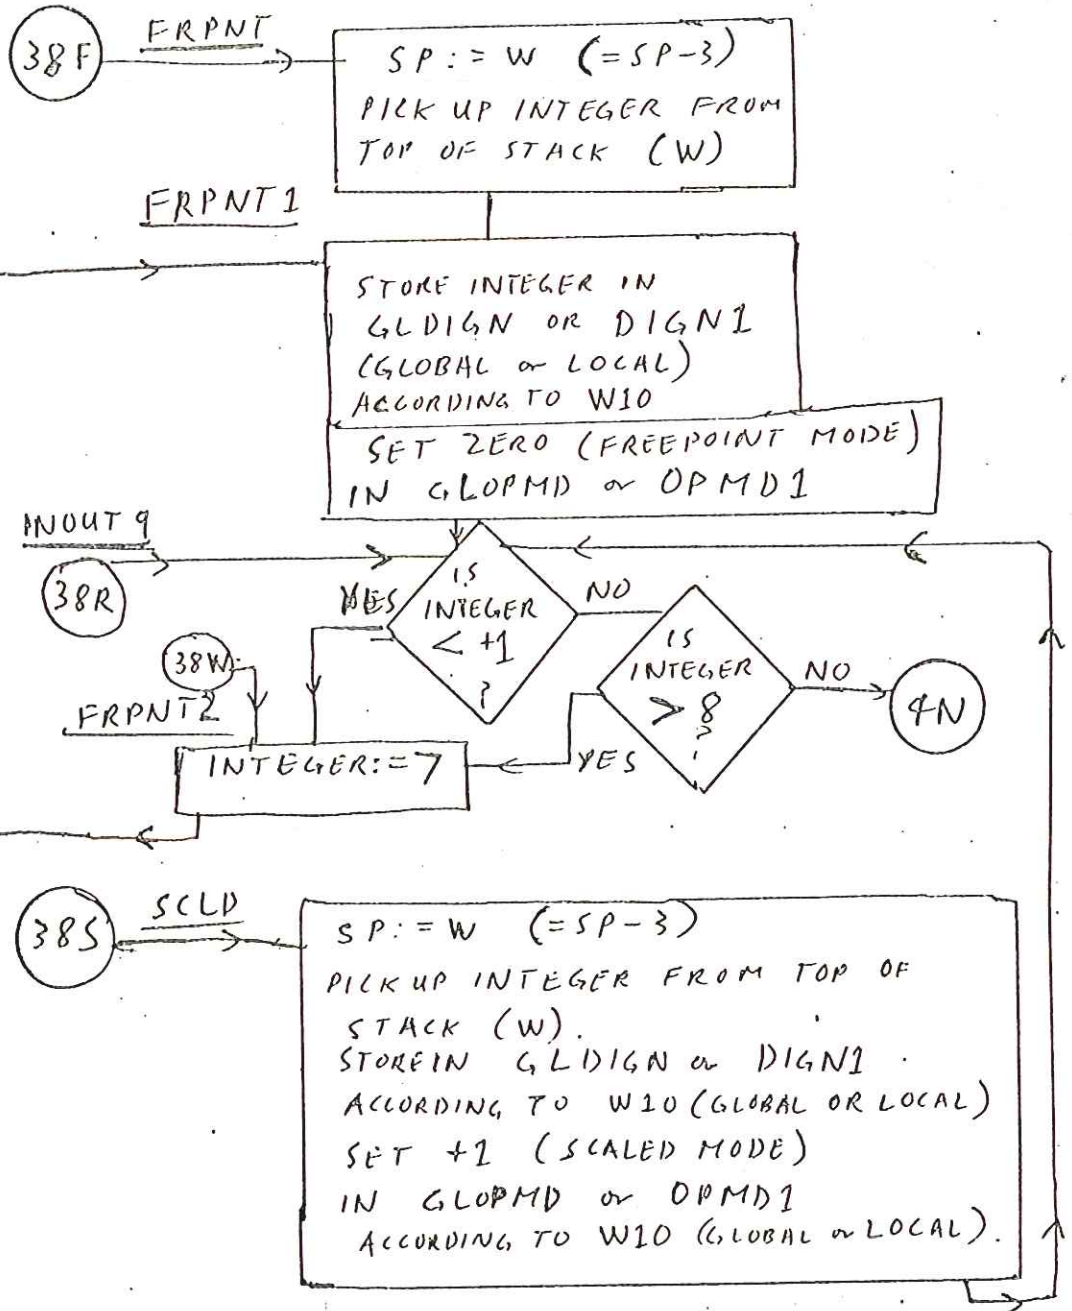 38F
FRPNT
SP:=W (=SP-3)
PICK UP INTEGER FROM
TOP OF STACK (W)
FRPNT1
STORE INTEGER IN
GLDIGN OR DIGN1
(GLOBAL or LOCAL)
ACCORDING TO W10
SET ZERO (FREEPOINT MODE)
IN GLOPMD or OPMD1
INOUT9
38R
IS
INTEGER
< +1
?
YES
NO
IS
INTEGER
> 8
?
NO
4N
YES
38W
FRPNT2
INTEGER:=7
38S
SCLD
SP:=W (=SP-3)
PICK UP INTEGER FROM TOP OF
STACK (W).
STORE IN GLDIGN or DIGN1
ACCORDING TO W10 (GLOBAL OR LOCAL)
SET +1 (SCALED MODE)
IN GLOPMD or OPMD1
ACCORDING TO W10 (GLOBAL or LOCAL).